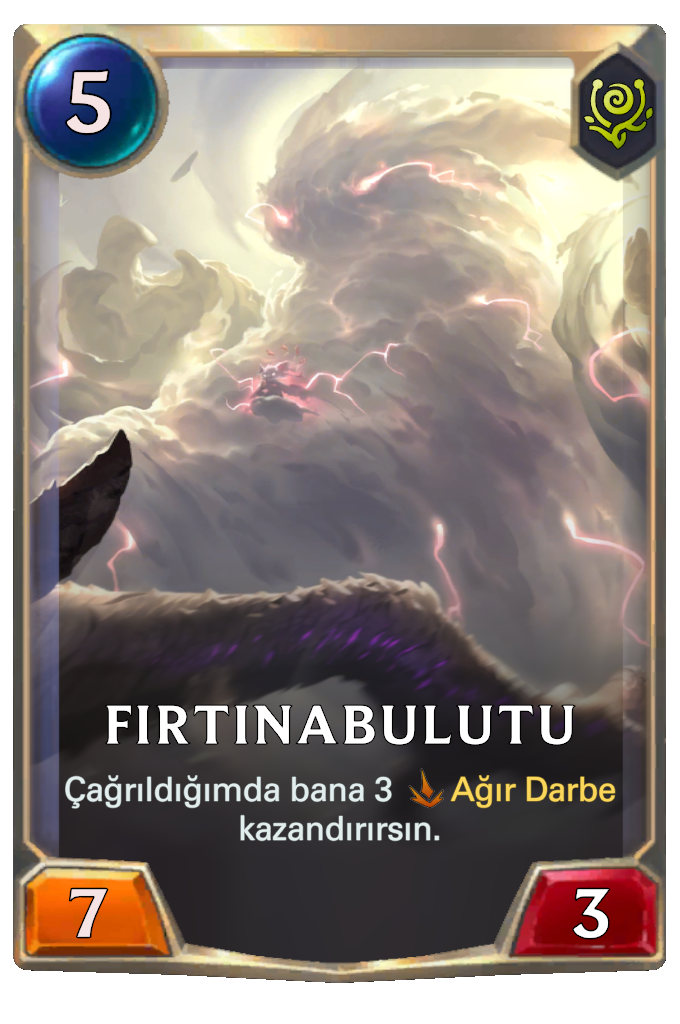 5
FIRTINABULUTU
Çağrıldığımda bana 3 Ağır Darbe
kazandırırsın.
7
3